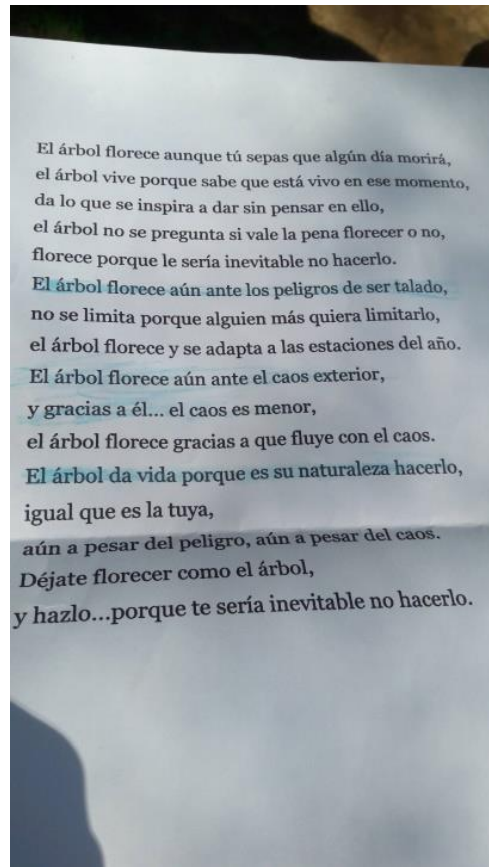 El árbol florece aunque tú sepas que algún día morirá,
el árbol vive porque sabe que está vivo en ese momento,
da lo que se inspira a dar sin pensar en ello,
el árbol no se pregunta si vale la pena florecer o no,
florece porque le sería inevitable no hacerlo.
El árbol florece aún ante los peligros de ser talado,
no se limita porque alguien más quiera limitarlo,
el árbol florece y se adapta a las estaciones del año.
El árbol florece aún ante el caos exterior,
y gracias a él... el caos es menor,
el árbol florece gracias a que fluye con el caos.
El árbol da vida porque es su naturaleza hacerlo,
igual que es la tuya,
aún a pesar del peligro, aún a pesar del caos.
Déjate florecer como el árbol,
y hazlo...porque te sería inevitable no hacerlo.